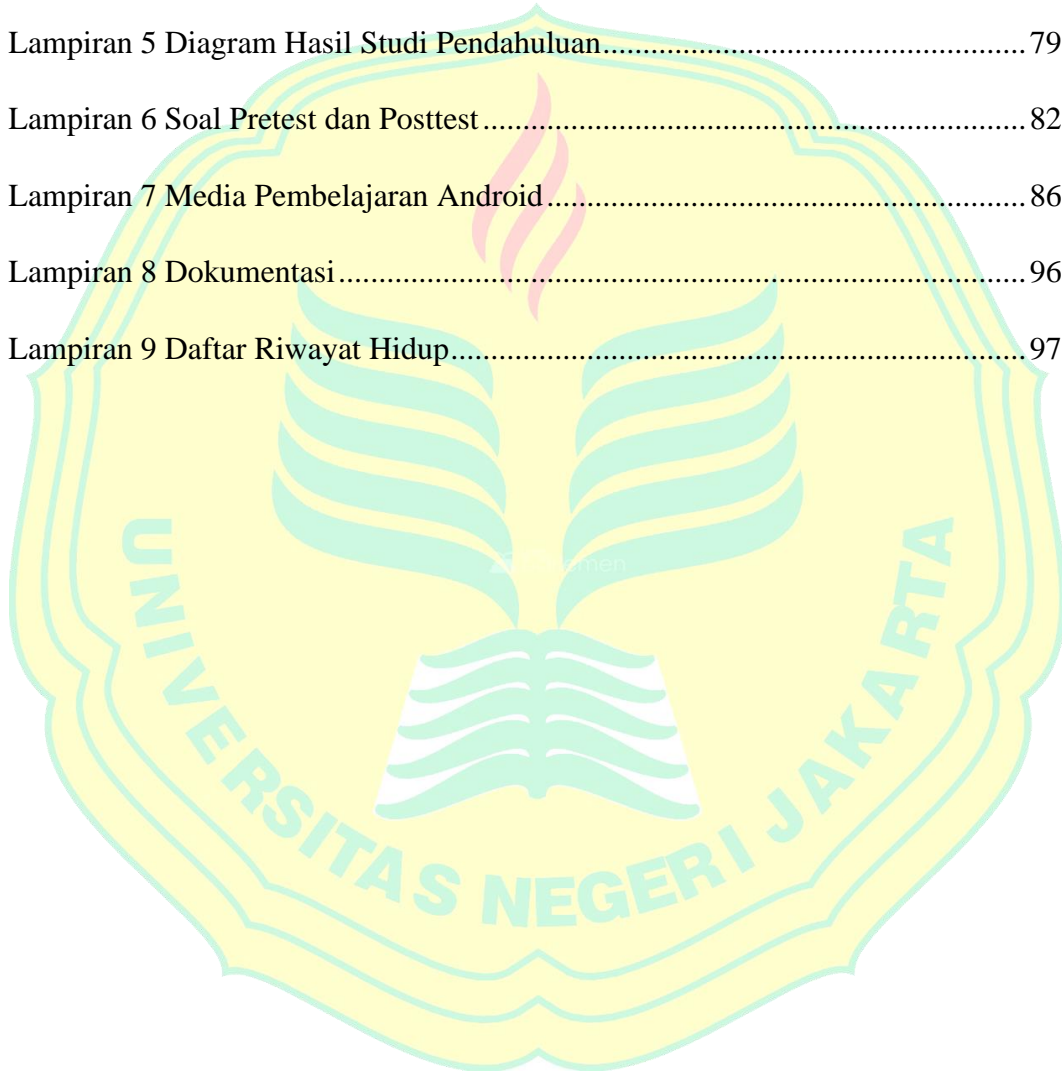 Lampiran 5 Diagram Hasil Studi Pendahuluan.......................................................................79
Lampiran 6 Soal Pretest dan Posttest.......................................................................................82
Lampiran 7 Media Pembelajaran Android..............................................................................86
Lampiran 8 Dokumentasi..........................................................................................................96
Lampiran 9 Daftar Riwayat Hidup...........................................................................................97
UNIVERSITAS NEGERI JAKARTA